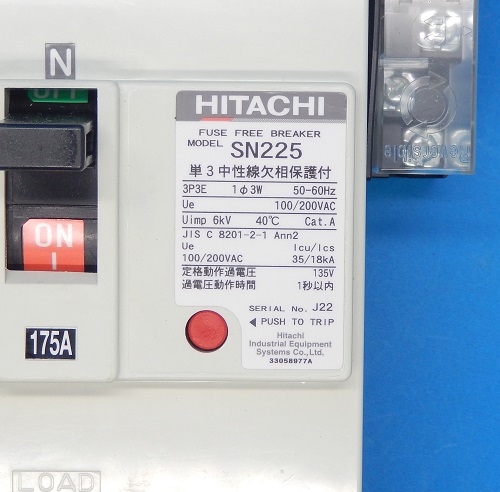 N
OFF
ON
I
175A
LOAD
HITACHI
FUSE FREE BREAKER
MODEL SN225
単3中性線欠相保護付
3P3E 1φ3W 50-60Hz
Ue 100/200VAC
Uimp 6kV 40℃ Cat.A
JIS C 8201-2-1 Ann2
Ue Icu/Ics
100/200VAC 35/18kA
定格動作過電圧 135V
過電圧動作時間 1秒以内
SERIAL No. J22
◀ PUSH TO TRIP
Hitachi
Industrial Equipment
Systems Co.,Ltd.
33058977A